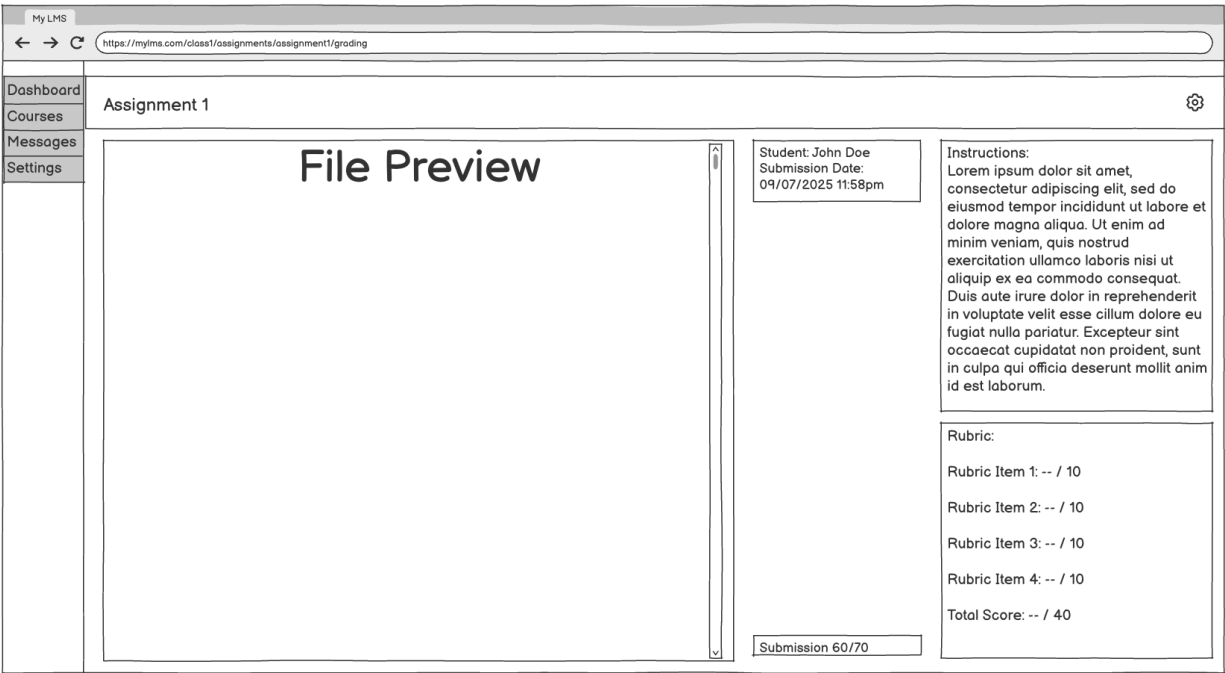 My LMS
https://mylms.com/class1/assignments/assignment1/grading
Dashboard
Courses
Messages
Settings
Assignment 1
File Preview
Student: John Doe
Submission Date:
09/07/2025 11:58pm
Submission 60/70
Instructions:
Lorem ipsum dolor sit amet,
consectetur adipiscing elit, sed do
eiusmod tempor incididunt ut labore et
dolore magna aliqua. Ut enim ad
minim veniam, quis nostrud
exercitation ullamco laboris nisi ut
aliquip ex ea commodo consequat.
Duis aute irure dolor in reprehenderit
in voluptate velit esse cillum dolore eu
fugiat nulla pariatur. Excepteur sint
occaecat cupidatat non proident, sunt
in culpa qui officia deserunt mollit anim
id est laborum.
Rubric:
Rubric Item 1: -- / 10
Rubric Item 2: -- / 10
Rubric Item 3: -- / 10
Rubric Item 4: -- / 10
Total Score: -- / 40